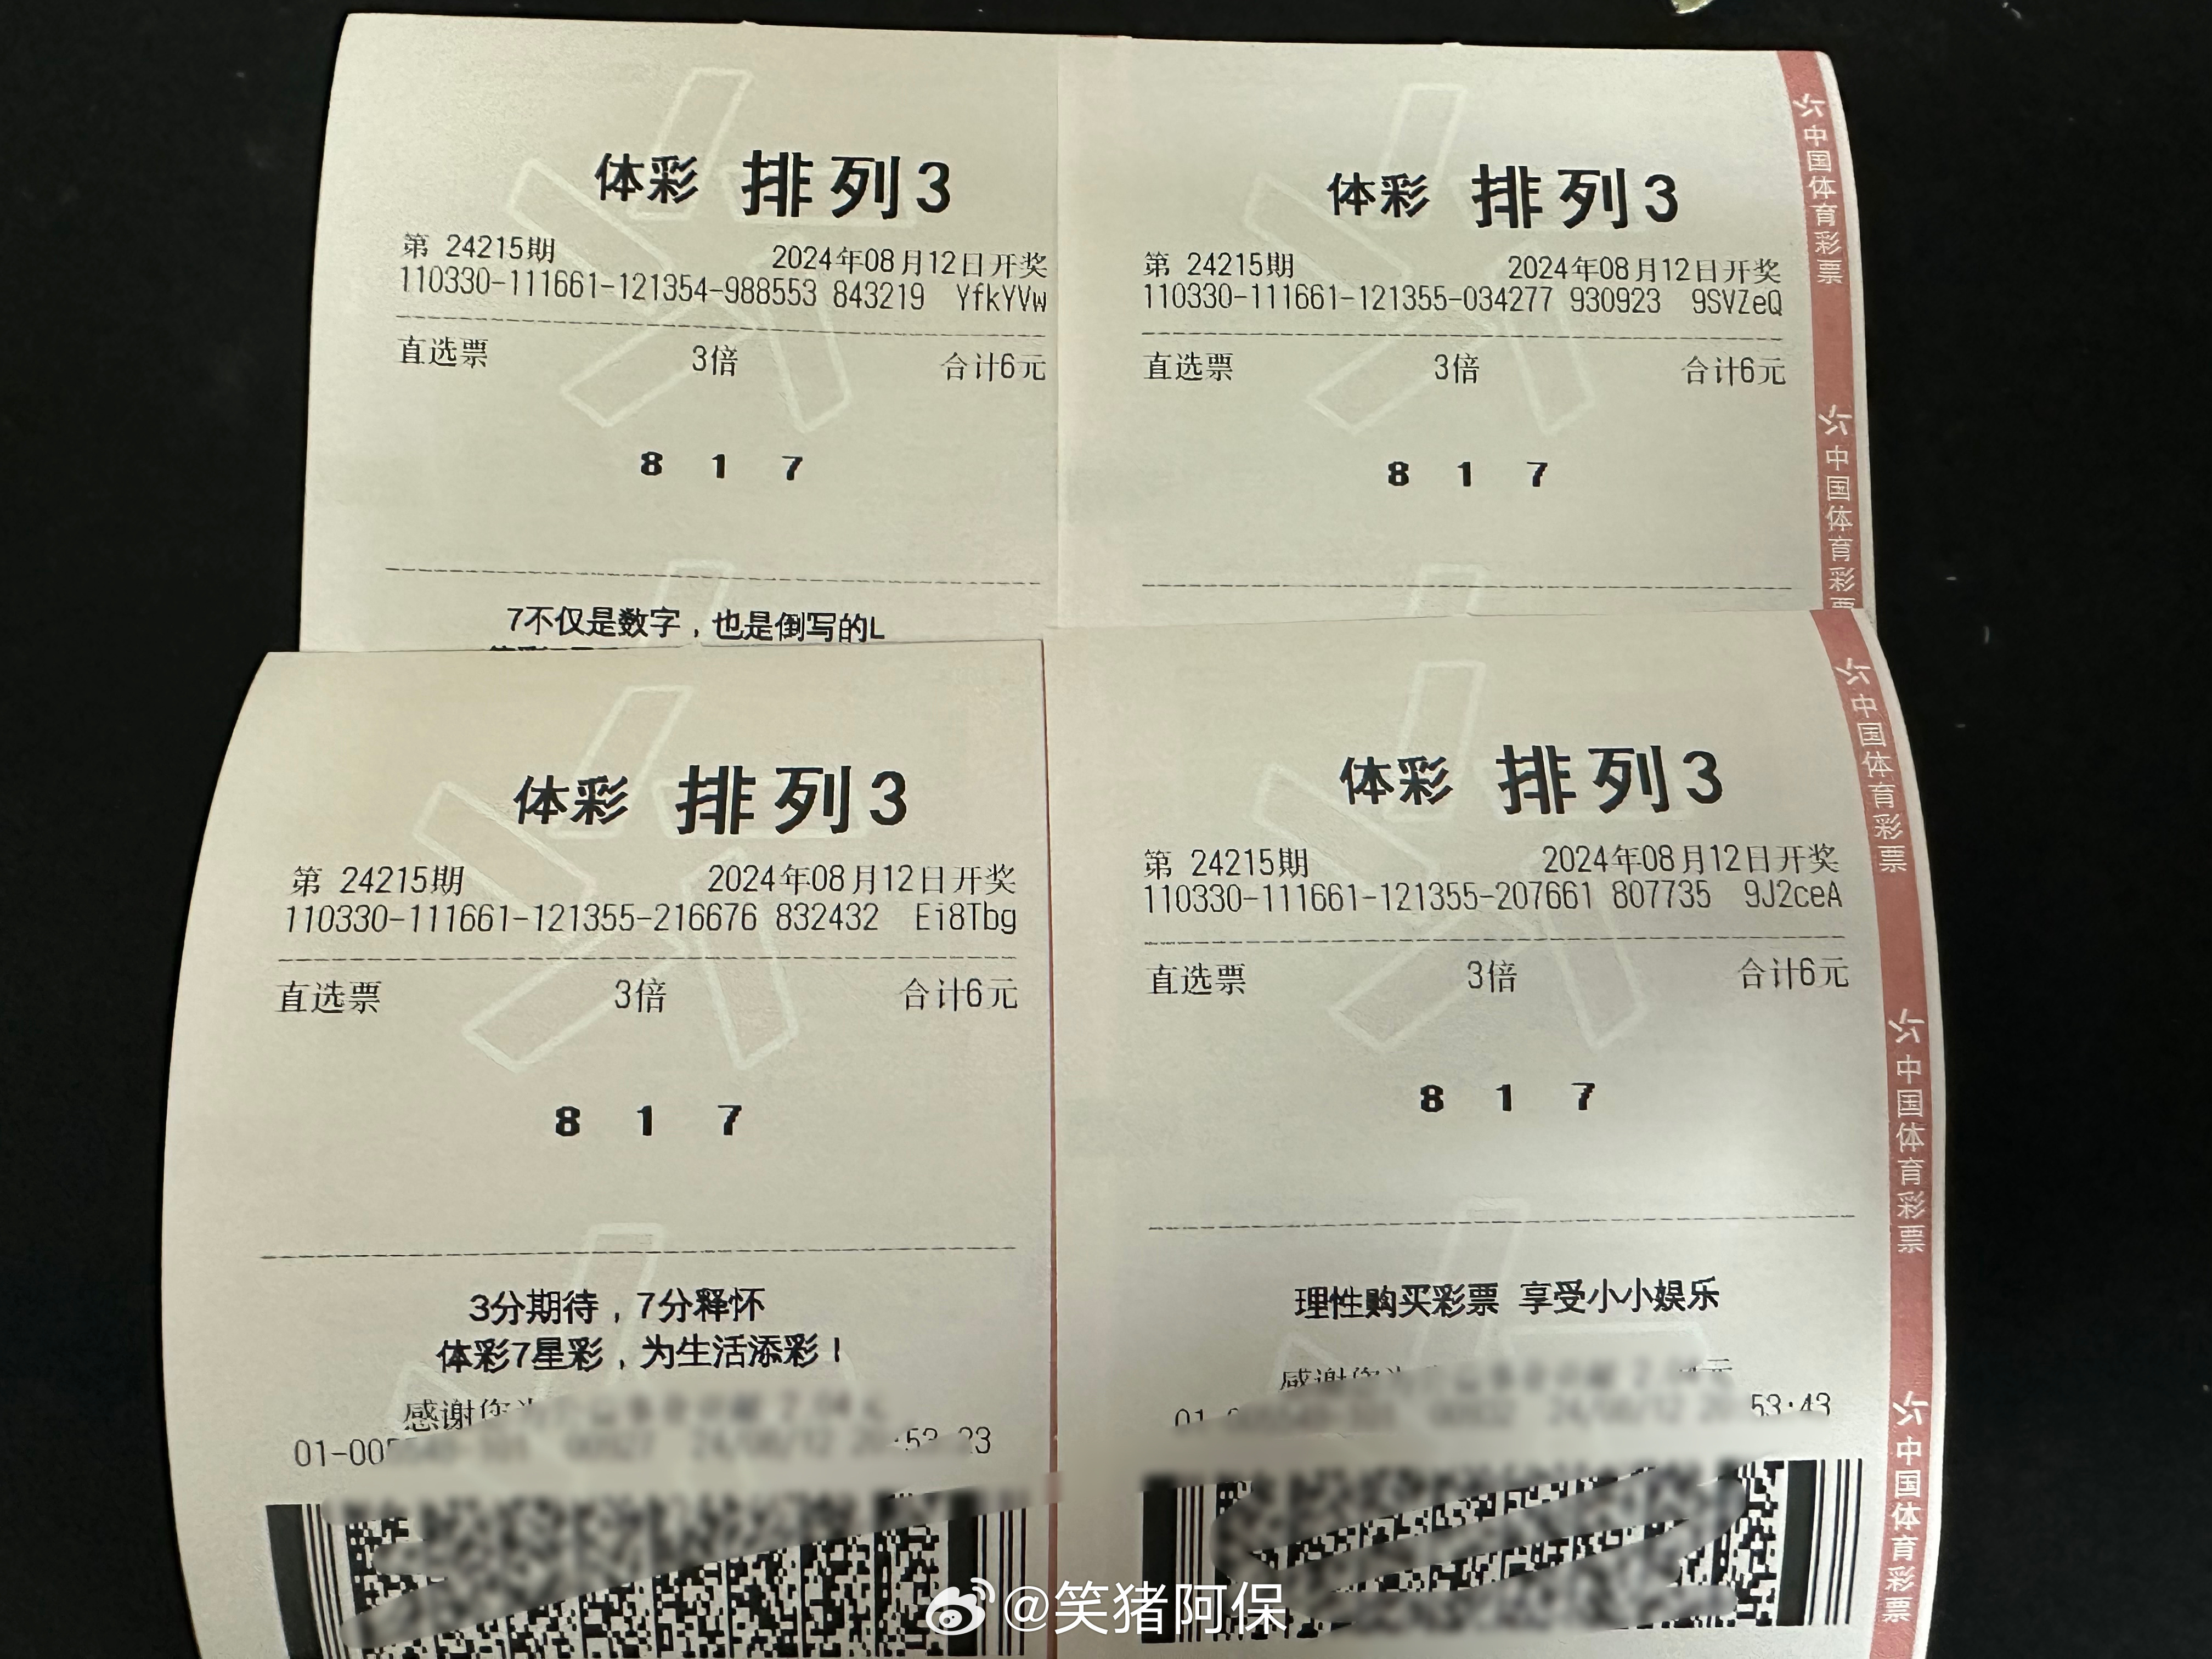 体彩 排列3
第 24215期 2024年08月12日开奖
110330-111661-121354-988553 843219 YfkYVw
直选票 3倍 合计6元
8 1 7
7不仅是数字，也是倒写的L
体彩 排列3
第 24215期 2024年08月12日开奖
110330-111661-121355-034277 930923 9SVZeQ
直选票 3倍 合计6元
8 1 7
中国体育彩票
中国体育彩票
体彩 排列3
第 24215期 2024年08月12日开奖
110330-111661-121355-216676 832432 Ei8Tbg
直选票 3倍 合计6元
8 1 7
3分期待，7分释怀
体彩7星彩，为生活添彩！
感谢您
01-00
体彩 排列3
第 24215期 2024年08月12日开奖
110330-111661-121355-207661 807735 9J2ceA
直选票 3倍 合计6元
8 1 7
理性购买彩票 享受小小娱乐
感谢您
01 53:43
中国体育彩票
中国体育彩票
中国体育彩票
@笑猪阿保